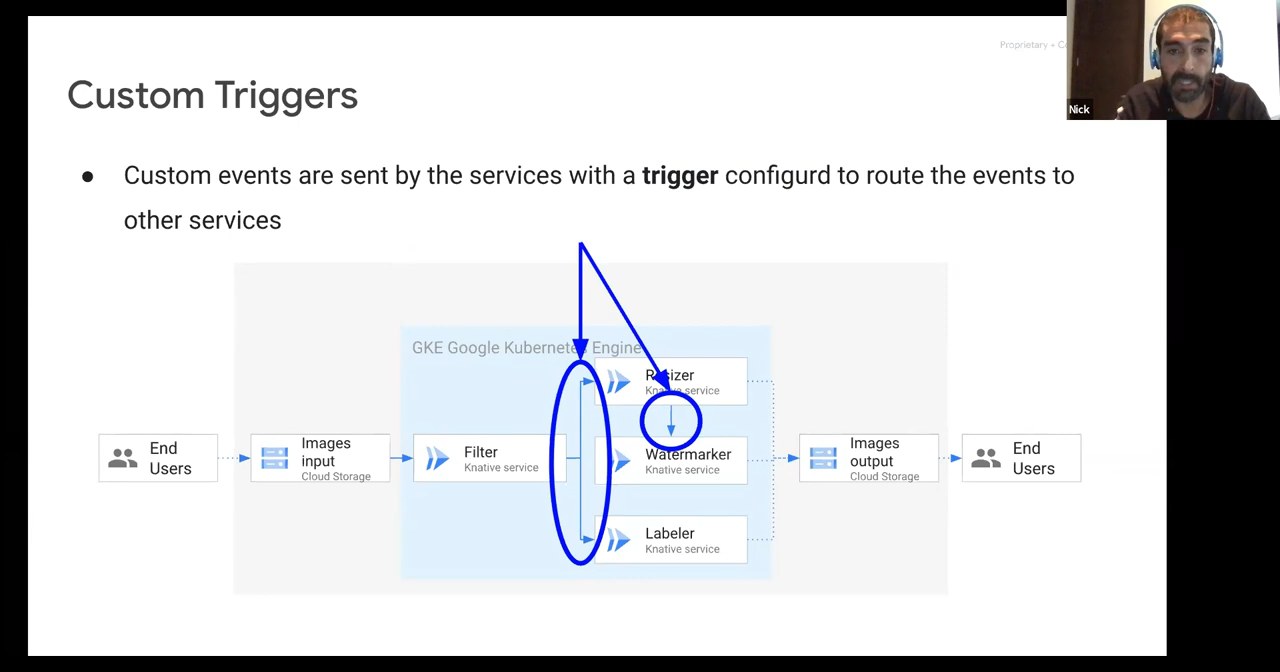 Proprietary +
Nick
Custom Triggers
● Custom events are sent by the services with a trigger configurd to route the events to
other services
GKE Google Kubernetes Engine
Resizer
Knative service
End
Users
Images
input
Cloud Storage
Filter
Knative service
Watermarker
Knative service
Images
output
Cloud Storage
End
Users
Labeler
Knative service